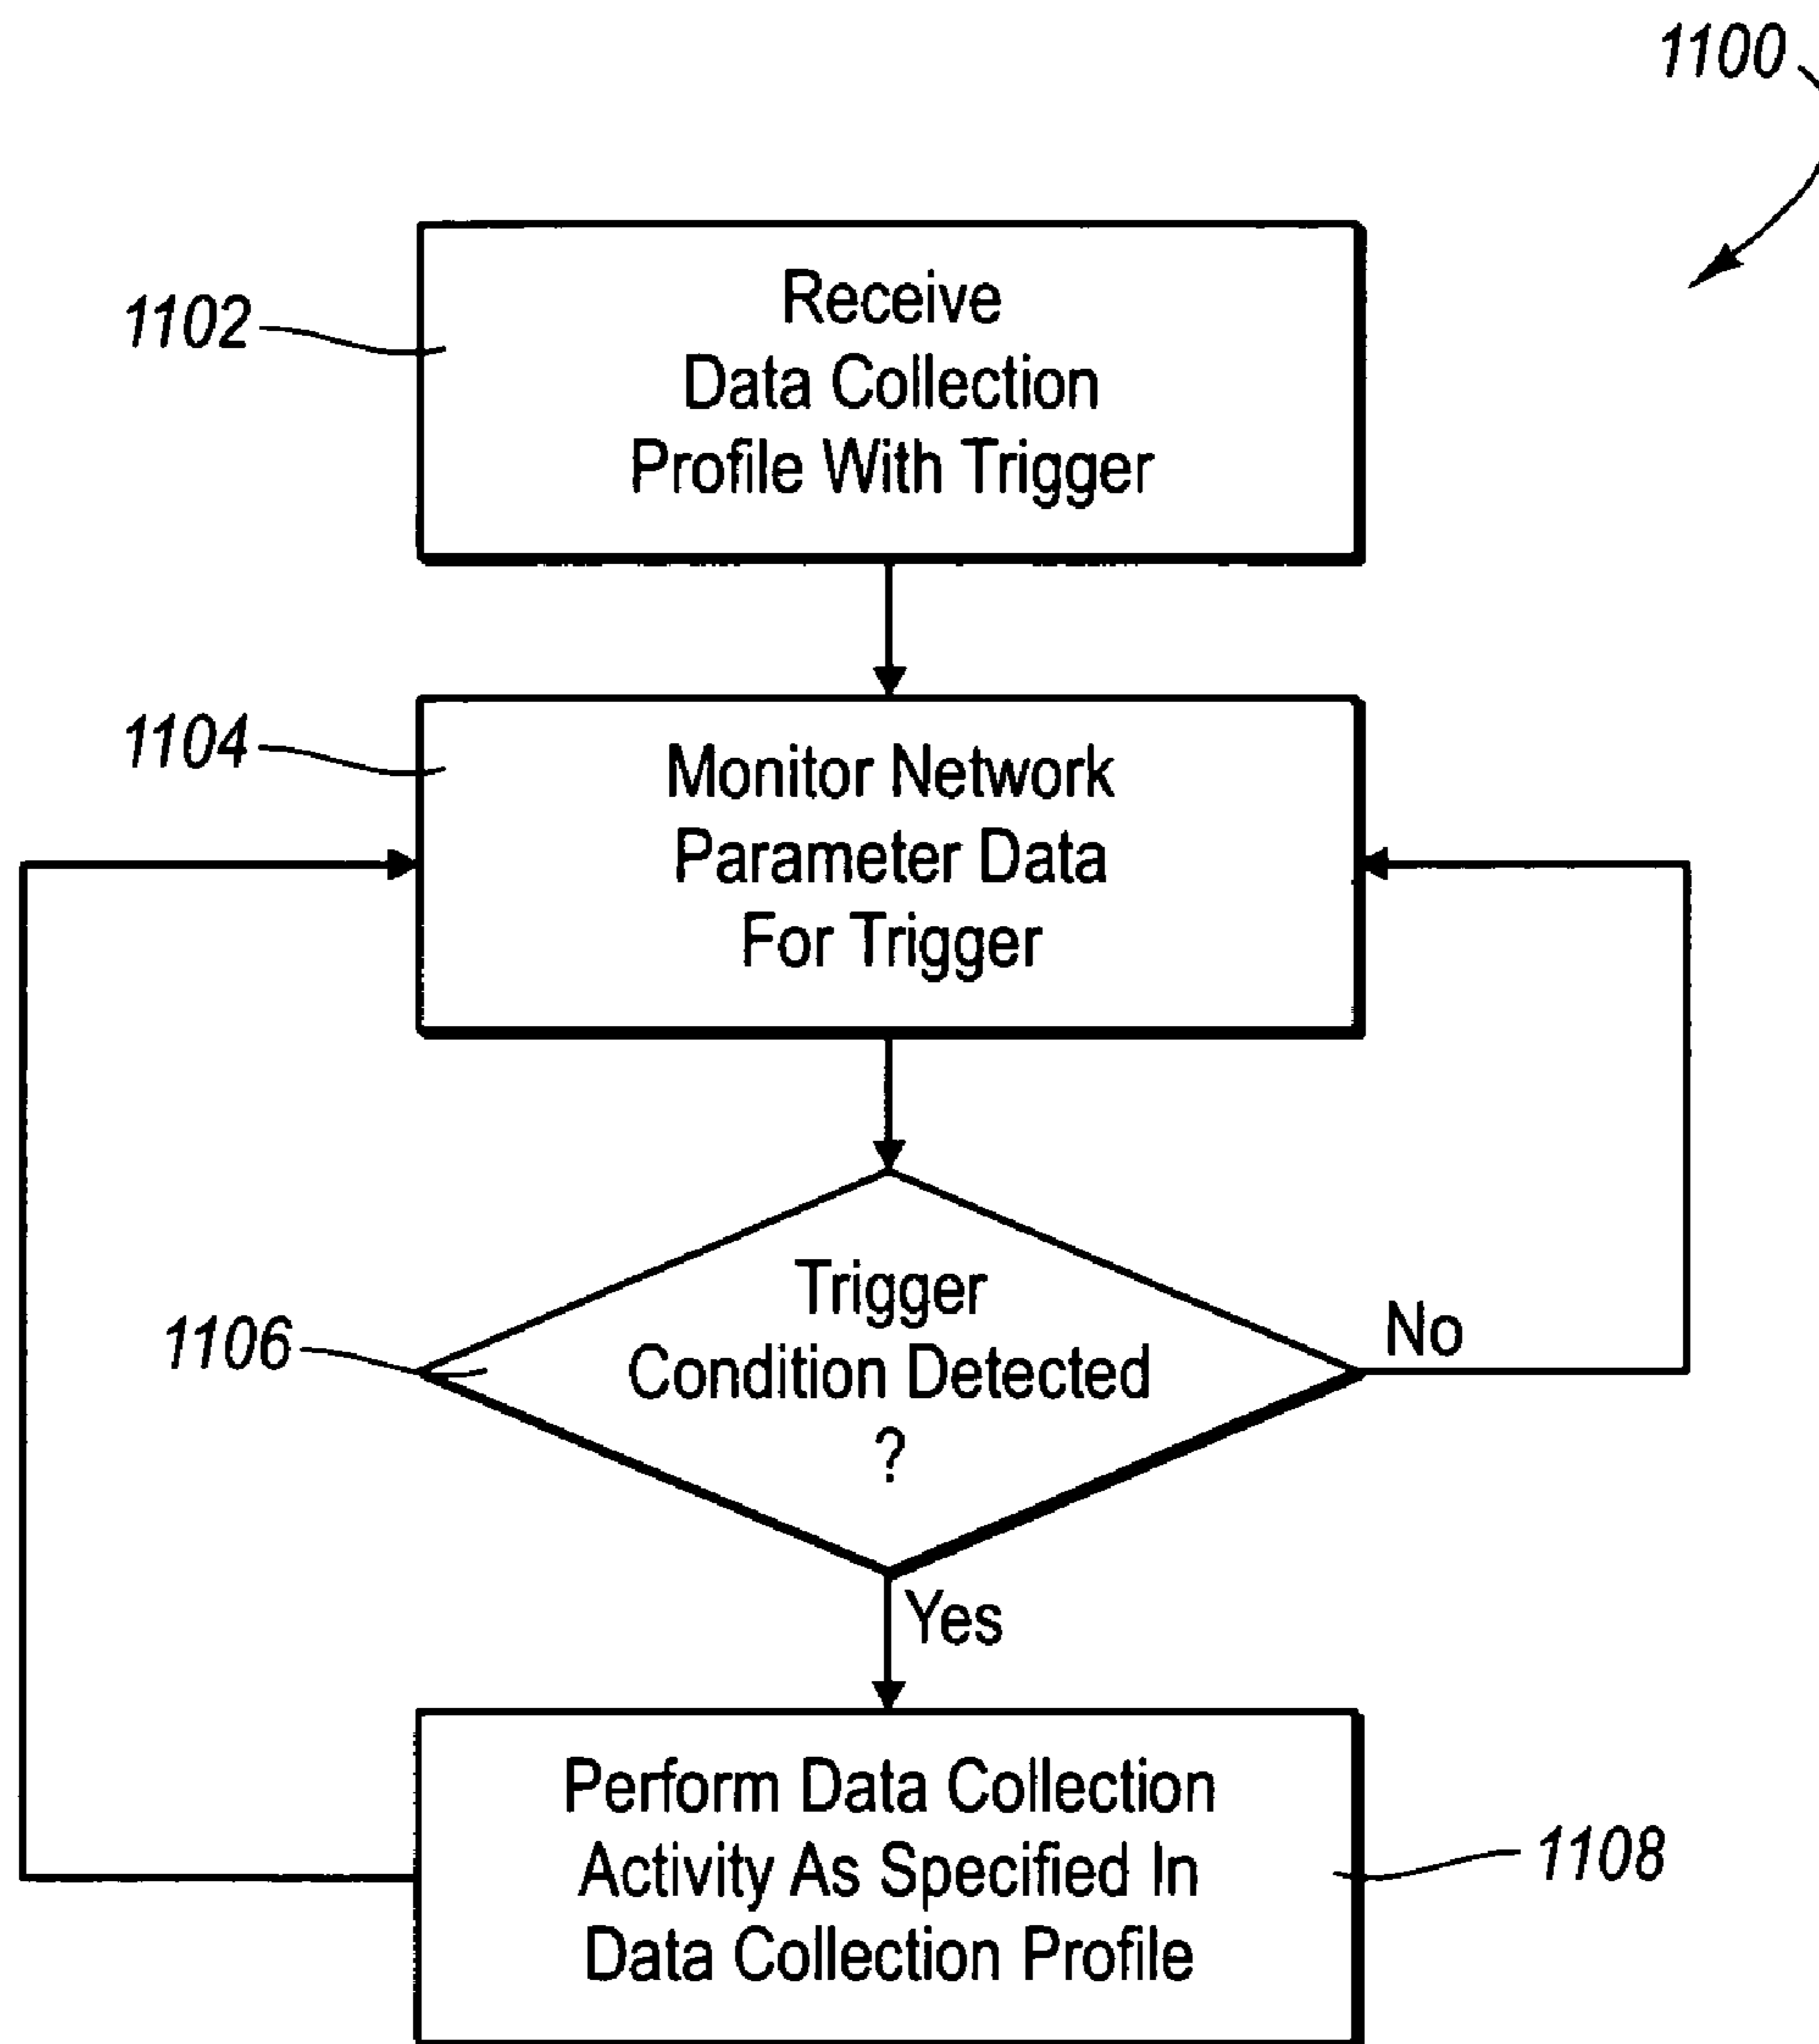 1100
1102
Receive
Data Collection
Profile With Trigger
1104
Monitor Network
Parameter Data
For Trigger
1106
Trigger
Condition Detected
?
No
Yes
Perform Data Collection
Activity As Specified In
Data Collection Profile
1108